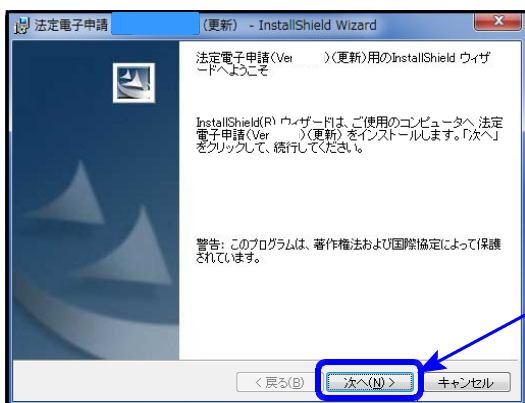 法定電子申請 (更新) - InstallShield Wizard
法定電子申請(Ver )(更新)用のInstallShield ウィザ
ードへようこそ
InstallShield(R) ウィザードは、ご使用のコンピュータへ 法定
電子申請(Ver )(更新) をインストールします。「次へ」
をクリックして、続行してください。
警告: このプログラムは、著作権法および国際協定によって保護
されています。
< 戻る(B) 次へ(N) > キャンセル